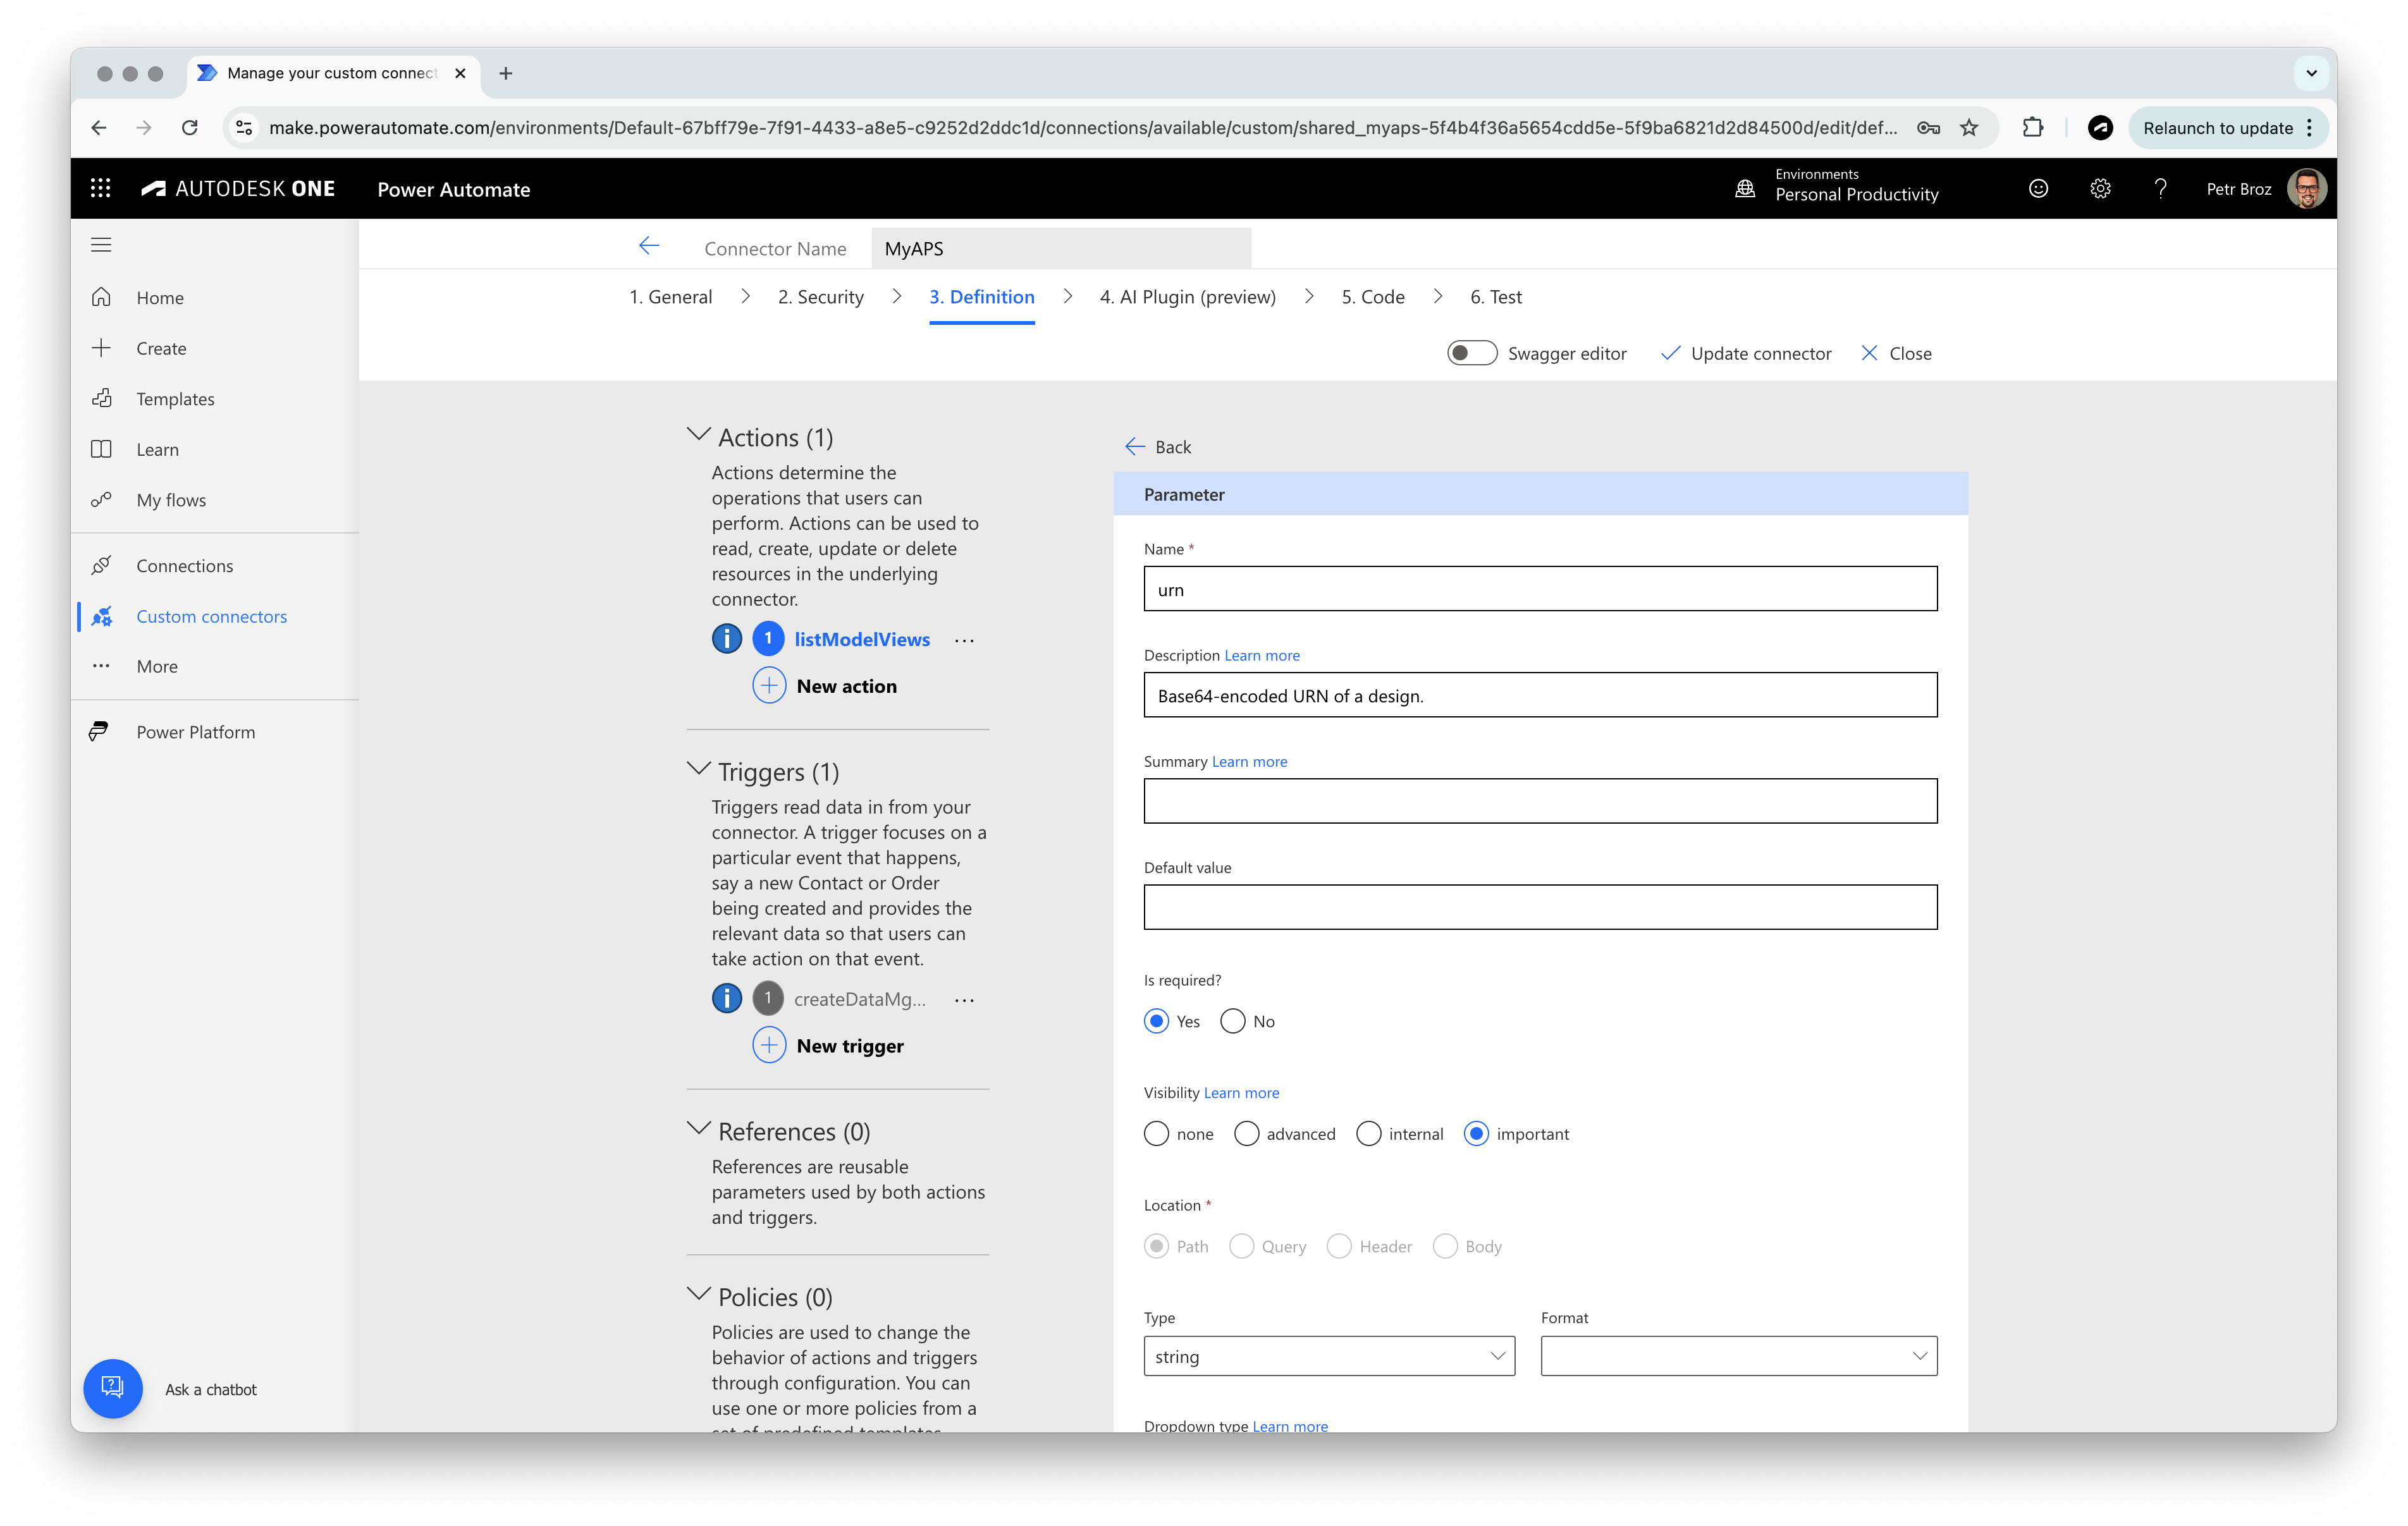 Manage your custom connect
make.powerautomate.com/environments/Default-67bff79e-7f91-4433-a8e5-c9252d2ddc1d/connections/available/custom/shared_myaps-5f4b4f36a5654cdd5e-5f9ba6821d2d84500d/edit/def...
Relaunch to update
AUTODESK ONE
Power Automate
Environments
Personal Productivity
Petr Broz
Home
Create
Templates
Learn
My flows
Connections
Custom connectors
More
Power Platform
Ask a chatbot
Connector Name
MyAPS
1. General
2. Security
3. Definition
4. AI Plugin (preview)
5. Code
6. Test
Swagger editor
Update connector
Close
Actions (1)
Actions determine the
operations that users can
perform. Actions can be used to
read, create, update or delete
resources in the underlying
connector.
1
listModelViews
...
New action
Triggers (1)
Triggers read data in from your
connector. A trigger focuses on a
particular event that happens,
say a new Contact or Order
being created and provides the
relevant data so that users can
take action on that event.
1
createDataMg...
...
New trigger
References (0)
References are reusable
parameters used by both actions
and triggers.
Policies (0)
Policies are used to change the
behavior of actions and triggers
through configuration. You can
use one or more policies from a
set of predefined templates
Back
Parameter
Name *
urn
Description Learn more
Base64-encoded URN of a design.
Summary Learn more
Default value
Is required?
Yes
No
Visibility Learn more
none
advanced
internal
important
Location *
Path
Query
Header
Body
Type
string
Format
Dropdown type Learn more